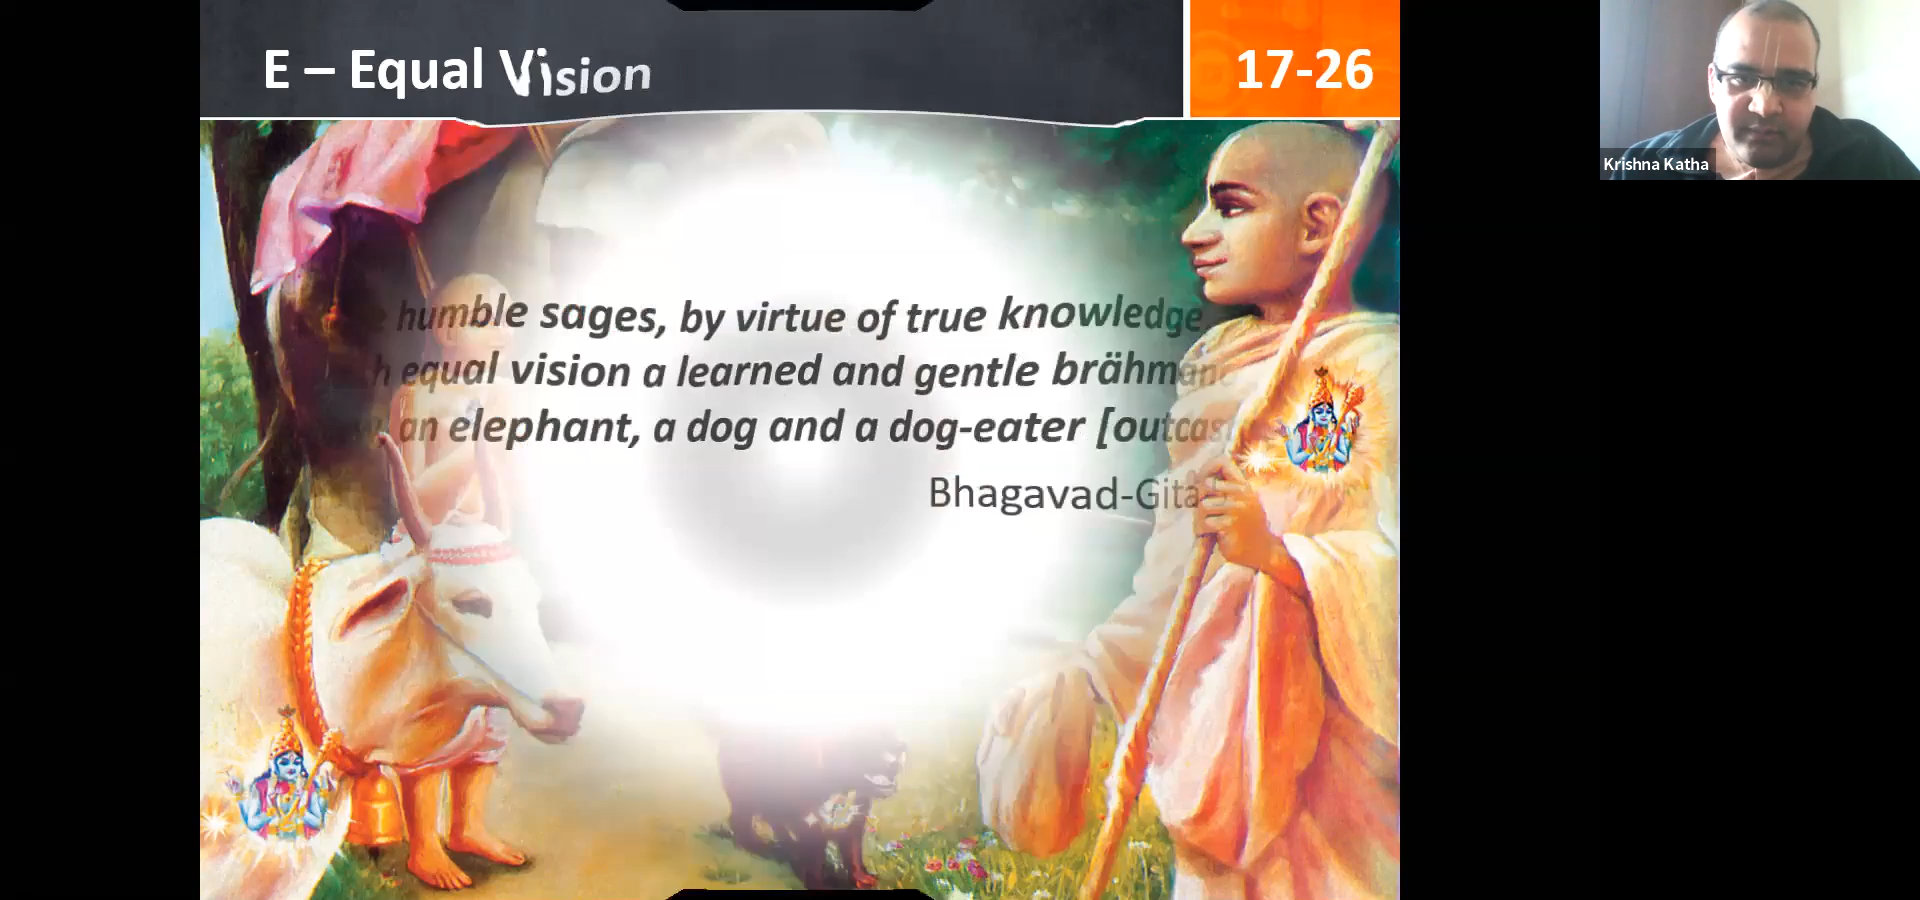 E – Equal Vision
17-26
humble sages, by virtue of true knowledge
h equal vision a learned and gentle brähmana
an elephant, a dog and a dog-eater [outcas
Bhagavad-Gita
Krishna Katha